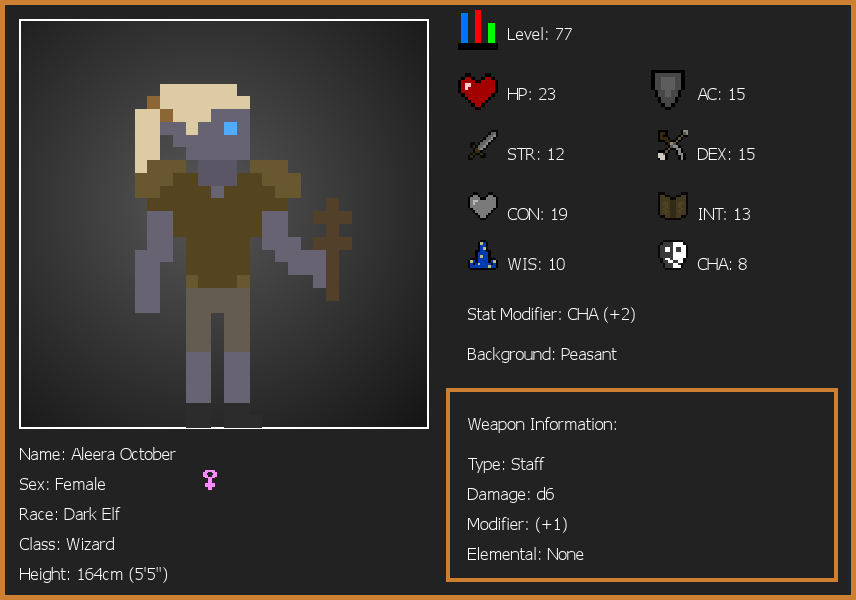 Level: 77
HP: 23
AC: 15
STR: 12
DEX: 15
CON: 19
INT: 13
WIS: 10
CHA: 8
Stat Modifier: CHA (+2)
Background: Peasant
Weapon Information:
Type: Staff
Damage: d6
Modifier: (+1)
Elemental: None
Name: Aleera October
Sex: Female
Race: Dark Elf
Class: Wizard
Height: 164cm (5'5")